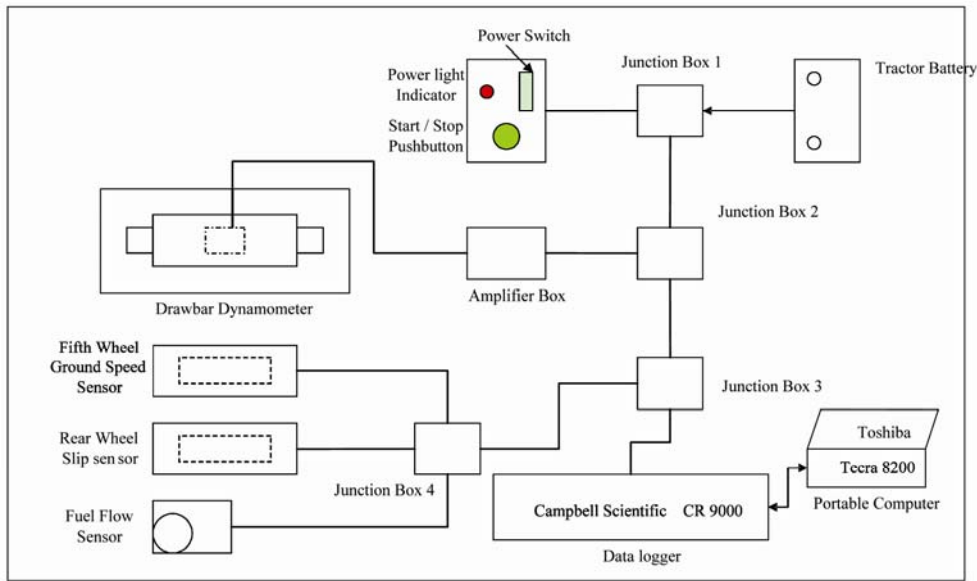 Power Switch
Power light
Indicator
Start / Stop
Pushbutton
Junction Box 1
Tractor Battery
Junction Box 2
Amplifier Box
Drawbar Dynamometer
Fifth Wheel
Ground Speed
Sensor
Junction Box 3
Rear Wheel
Slip sensor
Junction Box 4
Toshiba
Tecra 8200
Portable Computer
Fuel Flow
Sensor
Campbell Scientific CR 9000
Data logger